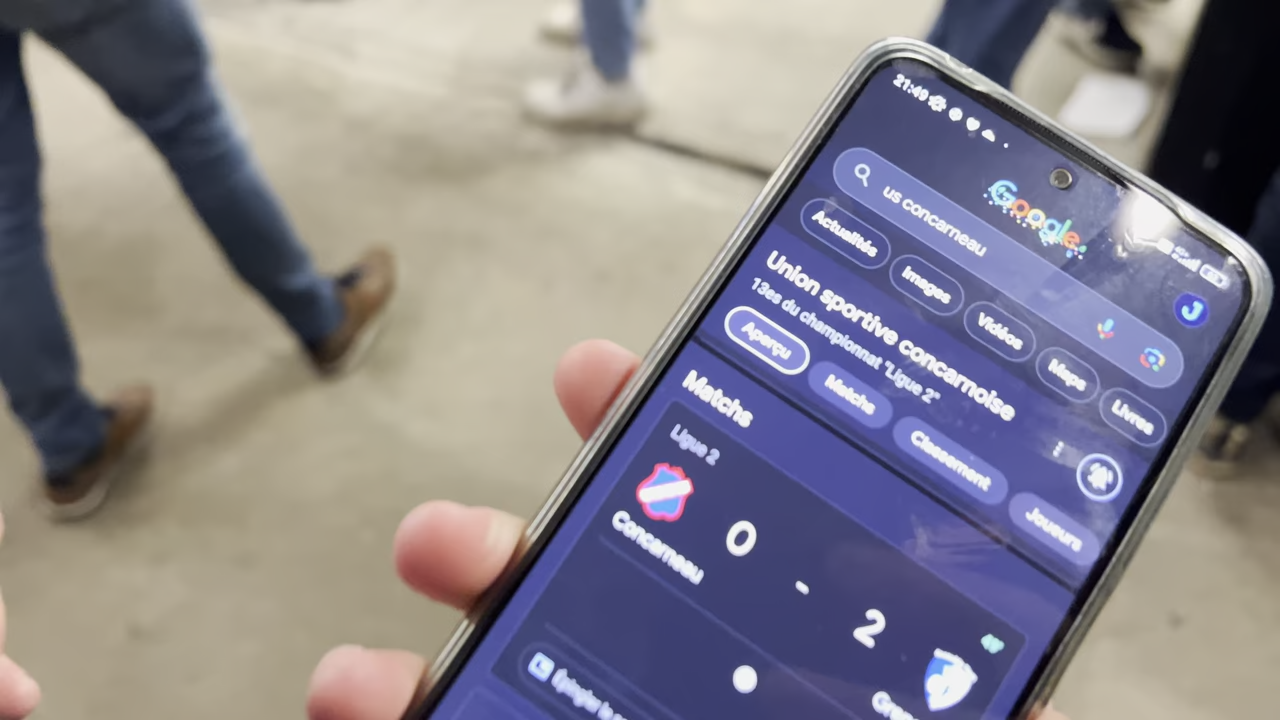 21:49
Google
us concarneau
Actualités
Images
Vidéos
Maps
Livres
Union sportive concarnoise
13es du championnat "Ligue 2"
Aperçu
Matchs
Classement
Joueurs
Matchs
Ligue 2
Concarneau
0 - 2
J